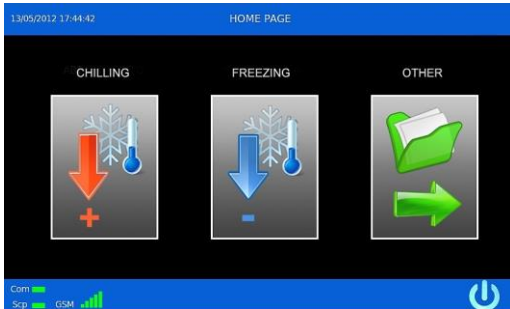 13/05/2012 17:44:42 HOME PAGE
CHILLING FREEZING OTHER
+ -
Com
Scp GSM